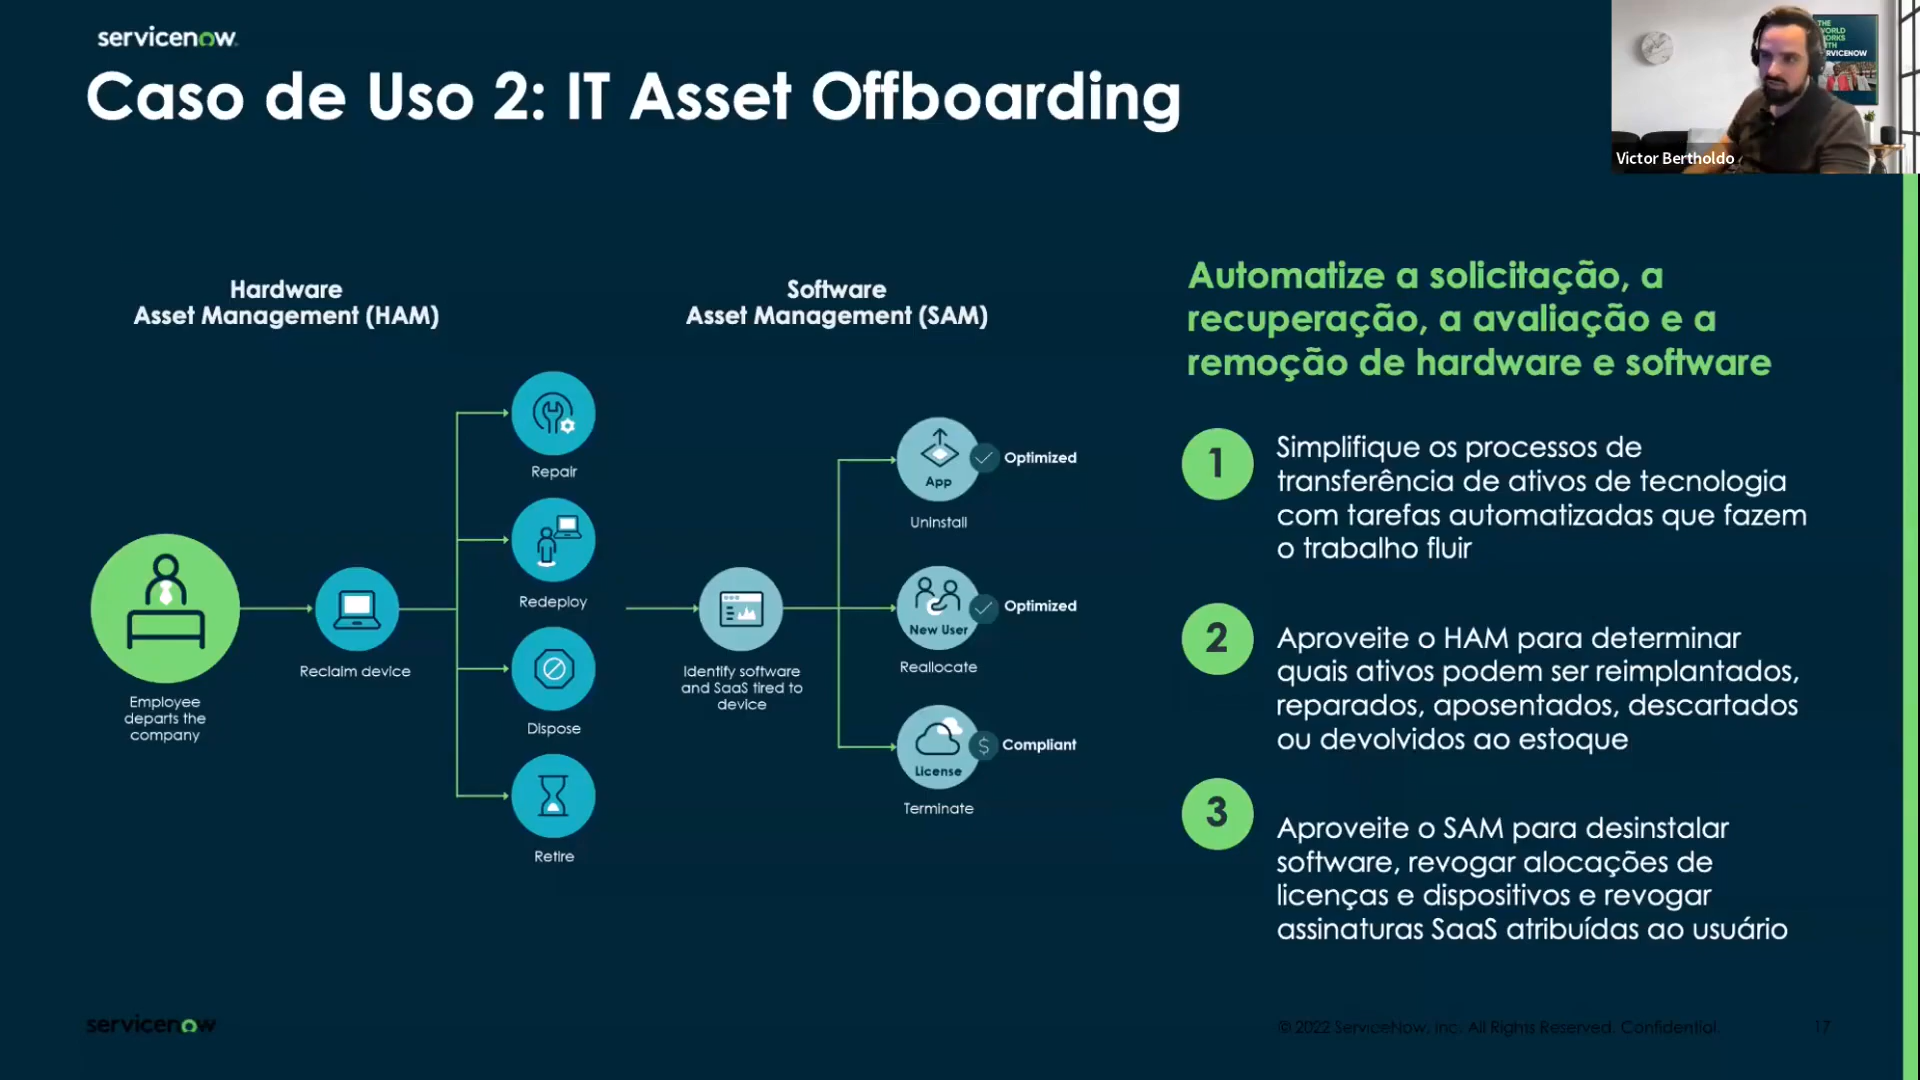 servicenow
Caso de Uso 2: IT Asset Offboarding
THE
WORLD
WORKS
WITH
SERVICENOW
Victor Bertholdo
Hardware
Asset Management (HAM)
Software
Asset Management (SAM)
Employee
departs the
company
Reclaim device
Repair
Redeploy
Dispose
Retire
Identify software
and SaaS tired to
device
App
Optimized
Uninstall
New User
Optimized
Reallocate
License
$
Compliant
Terminate
Automatize a solicitação, a
recuperação, a avaliação e a
remoção de hardware e software
1
Simplifique os processos de
transferência de ativos de tecnologia
com tarefas automatizadas que fazem
o trabalho fluir
2
Aproveite o HAM para determinar
quais ativos podem ser reimplantados,
reparados, aposentados, descartados
ou devolvidos ao estoque
3
Aproveite o SAM para desinstalar
software, revogar alocações de
licenças e dispositivos e revogar
assinaturas SaaS atribuídas ao usuário
servicenow
© 2022 ServiceNow, Inc. All Rights Reserved. Confidential.
17